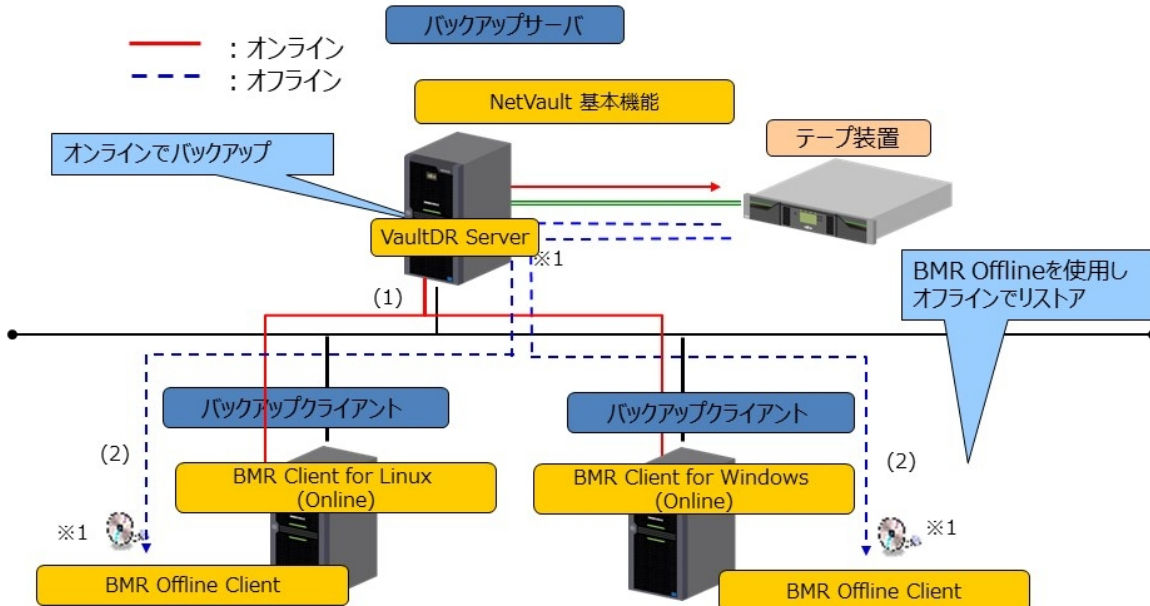 バックアップサーバ
：オンライン
：オフライン
NetVault 基本機能
テープ装置
オンラインでバックアップ
VaultDR Server
※1
BMR Offlineを使用し
オフラインでリストア
(1)
バックアップクライアント
バックアップクライアント
(2)
BMR Client for Linux
(Online)
BMR Client for Windows
(Online)
(2)
※1
※1
BMR Offline Client
BMR Offline Client